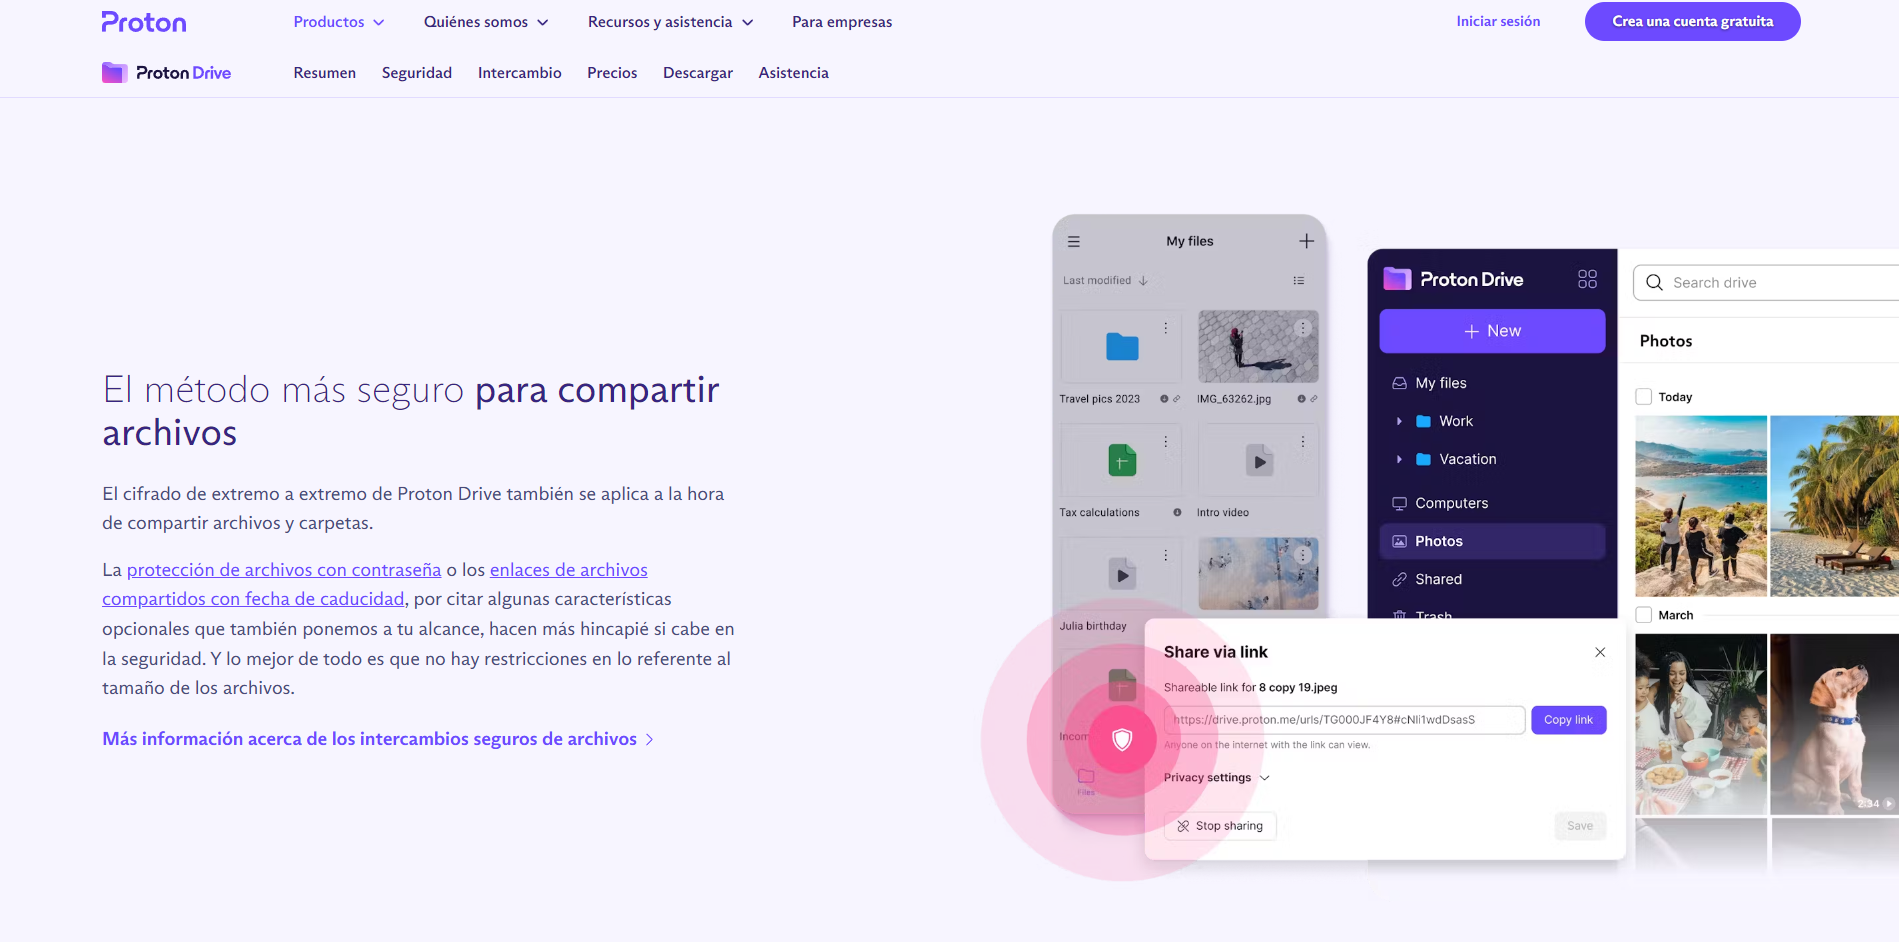 Proton
Productos
Quiénes somos
Recursos y asistencia
Para empresas
Iniciar sesión
Crea una cuenta gratuita
Proton Drive
Resumen
Seguridad
Intercambio
Precios
Descargar
Asistencia
El método más seguro para compartir
archivos
El cifrado de extremo a extremo de Proton Drive también se aplica a la hora
de compartir archivos y carpetas.
La protección de archivos con contraseña o los enlaces de archivos
compartidos con fecha de caducidad, por citar algunas características
opcionales que también ponemos a tu alcance, hacen más hincapié si cabe en
la seguridad. Y lo mejor de todo es que no hay restricciones en lo referente al
tamaño de los archivos.
Más información acerca de los intercambios seguros de archivos
My files
Last modified
Travel pics 2023
IMG_63262.jpg
Tax calculations
Intro video
Julia birthday
Incom
Files
Proton Drive
New
My files
Work
Vacation
Computers
Photos
Shared
Trash
Search drive
Photos
Today
March
2:34
Share via link
Shareable link for 8 copy 19.jpeg
https://drive.proton.me/urls/TG000JF4Y8#cNli1wdDsasS
Copy link
Anyone on the internet with the link can view.
Privacy settings
Stop sharing
Save